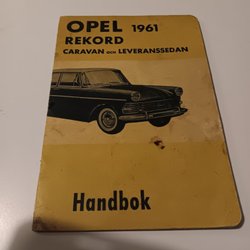 OPEL 1961
REKORD
CARAVAN OCH LEVERANSSEDAN
Handbok